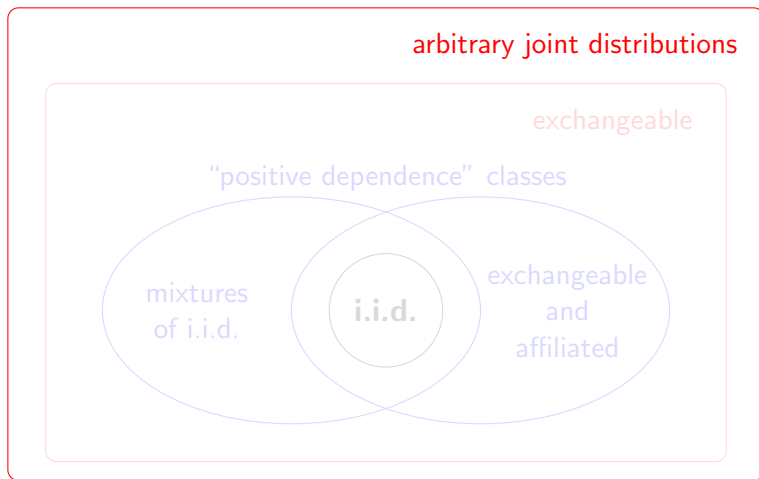 arbitrary joint distributions
exchangeable
“positive dependence” classes
mixtures
of i.i.d.
i.i.d.
exchangeable
and
affiliated